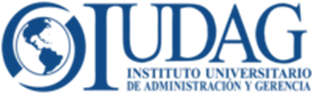 IUDAG
INSTITUTO UNIVERSITARIO
DE ADMINISTRACIÓN Y GERENCIA